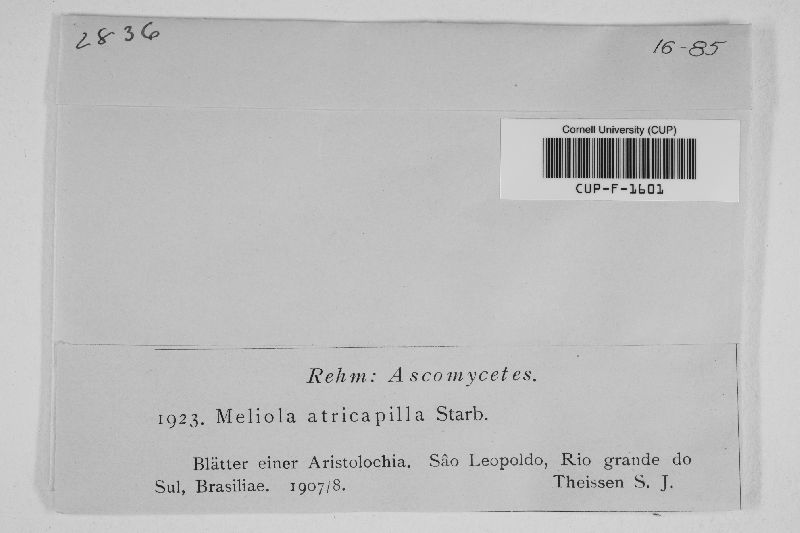 2836
16-85
Cornell University (CUP)
CUP-F-1601
Rehm: Ascomycetes.
1923. Meliola atricapilla Starb.
Blätter einer Aristolochia. Sâo Leopoldo, Rio grande do
Sul, Brasiliae. 1907/8. Theissen S. J.